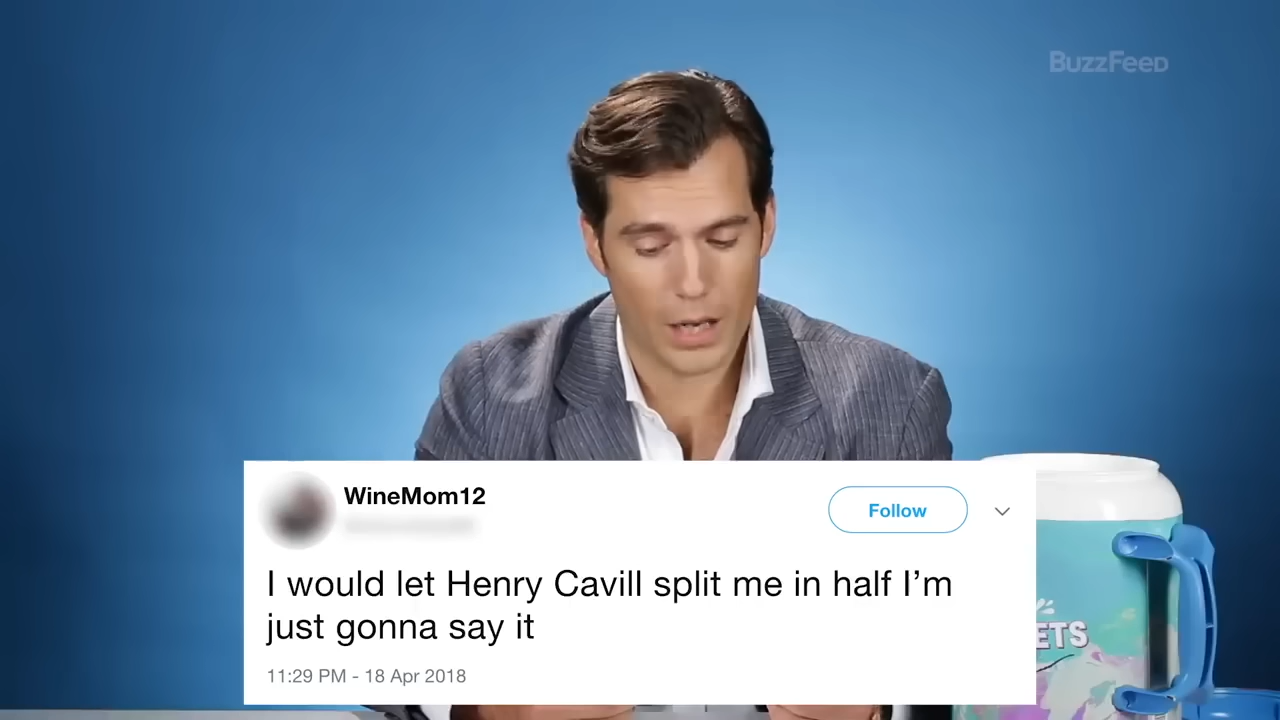 BuzzFeed
WineMom12
Follow
I would let Henry Cavill split me in half I’m
just gonna say it
11:29 PM - 18 Apr 2018
ETS